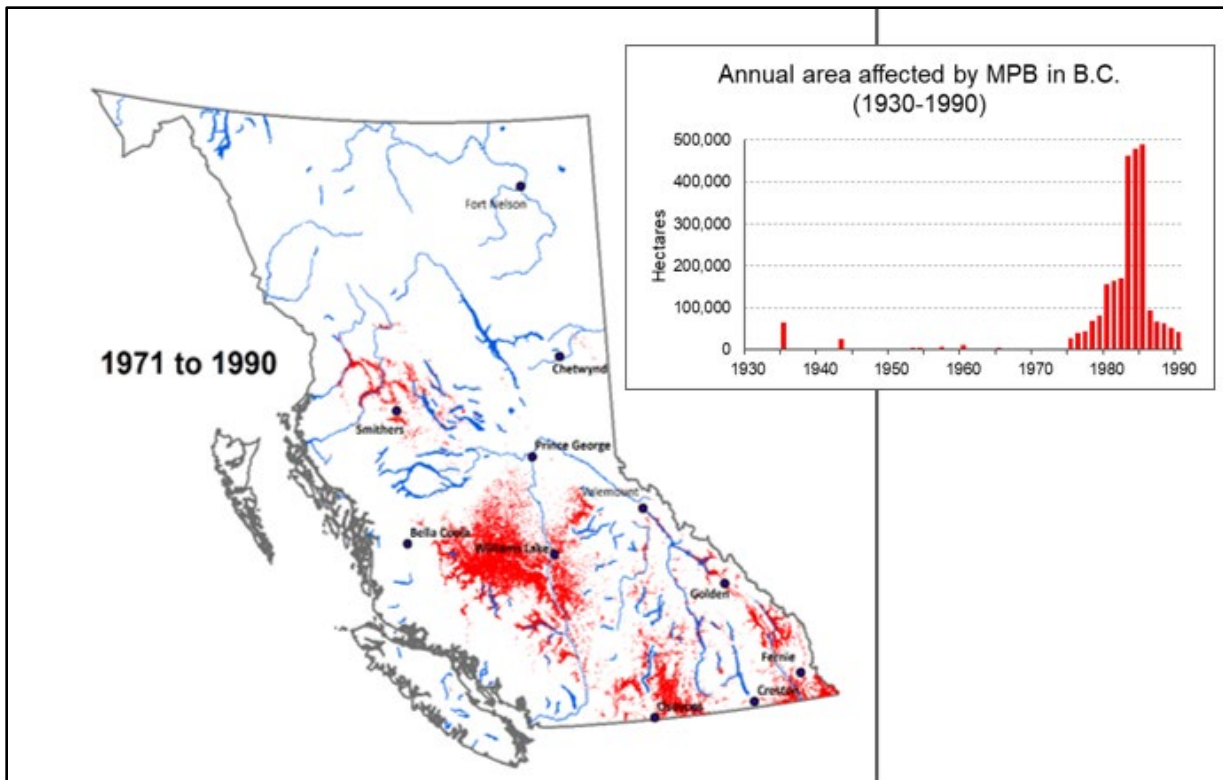 Annual area affected by MPB in B.C.
(1930-1990)
500,000
400,000
300,000
200,000
100,000
0
Hectares
1930 1940 1950 1960 1970 1980 1990
1971 to 1990
Fort Nelson
Chetwynd
Smithers
Prince George
Valemount
Bella Coola
Williams Lake
Golden
Fernie
Creston
Osoyoos